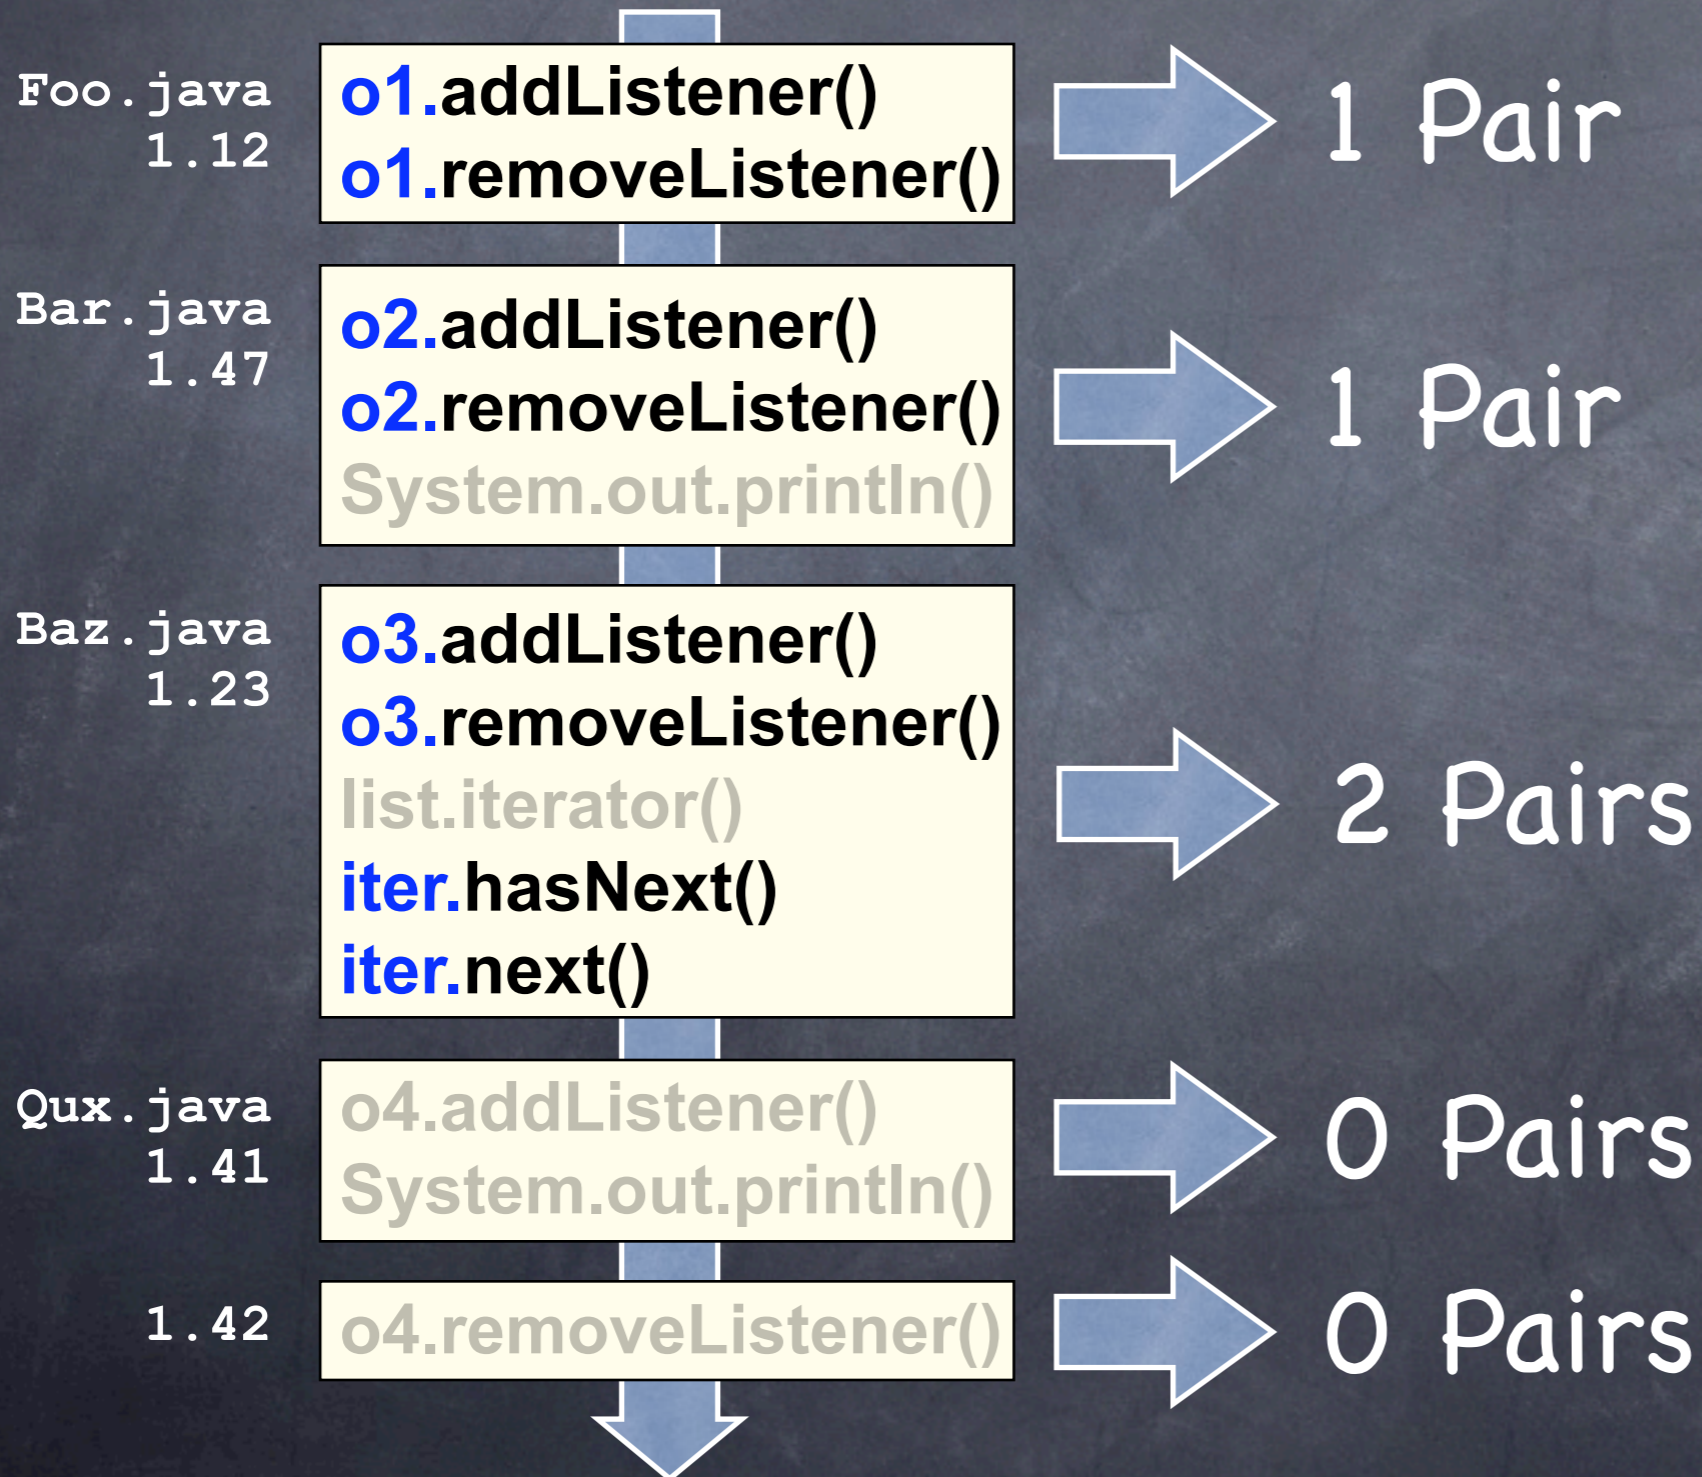 Foo.java
1.12
o1.addListener()
o1.removeListener()
1 Pair
Bar.java
1.47
o2.addListener()
o2.removeListener()
System.out.println()
1 Pair
Baz.java
1.23
o3.addListener()
o3.removeListener()
list.iterator()
iter.hasNext()
iter.next()
2 Pairs
Qux.java
1.41
o4.addListener()
System.out.println()
0 Pairs
1.42
o4.removeListener()
0 Pairs